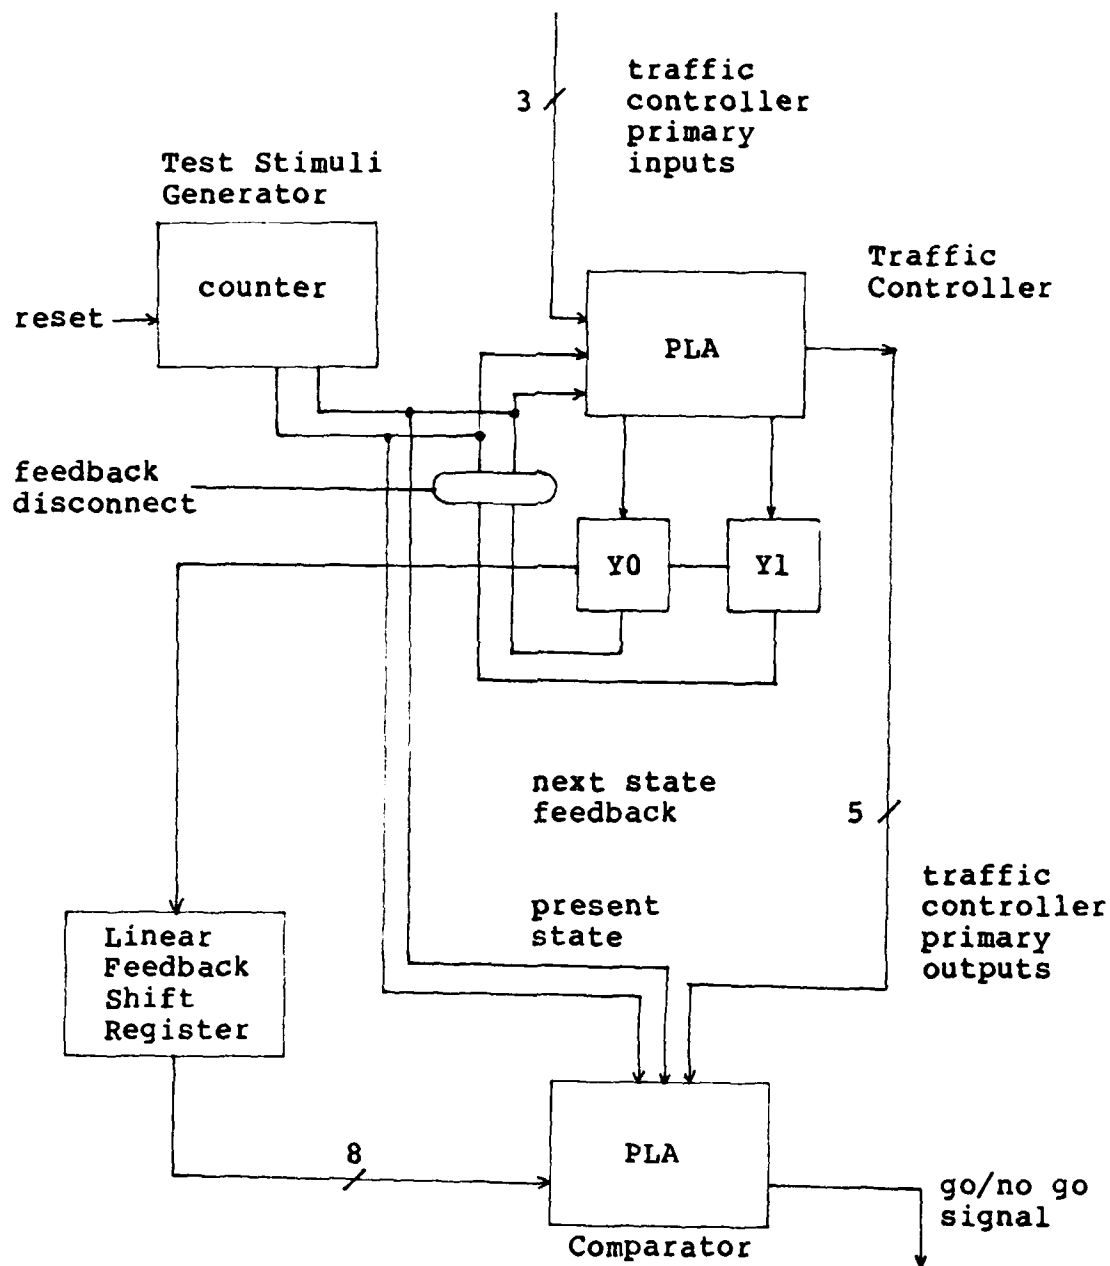 traffic
controller
primary
inputs
3
Test Stimuli
Generator
counter
reset
Traffic
Controller
PLA
feedback
disconnect
Y0
Y1
next state
feedback
5
traffic
controller
primary
outputs
present
state
Linear
Feedback
Shift
Register
8
PLA
go/no go
signal
Comparator